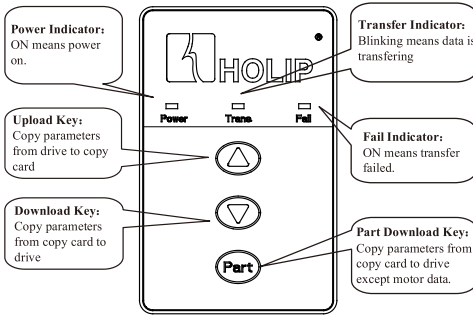 Power Indicator:
ON means power
on.
Transfer Indicator:
Blinking means data is
transfering
HOLIP
Power
Trans.
Fail
Upload Key:
Copy parameters
from drive to copy
card
Fail Indicator:
ON means transfer
failed.
Download Key:
Copy parameters
from copy card to
drive
Part
Part Download Key:
Copy parameters from
copy card to drive
except motor data.